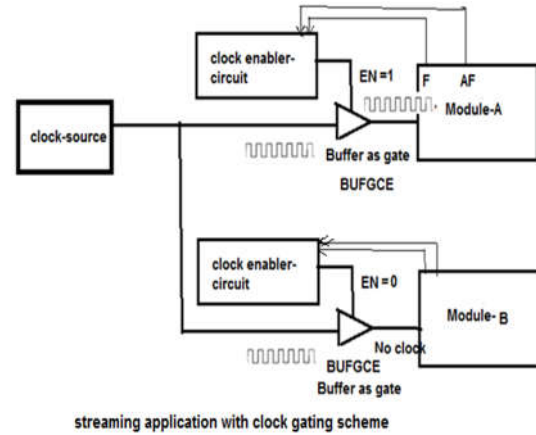 clock enabler-
circuit
EN =1
F AF
Module-A
clock-source
Buffer as gate
BUFGCE
clock enabler-
circuit
EN =0
Module- B
No clock
BUFGCE
Buffer as gate
streaming application with clock gating scheme